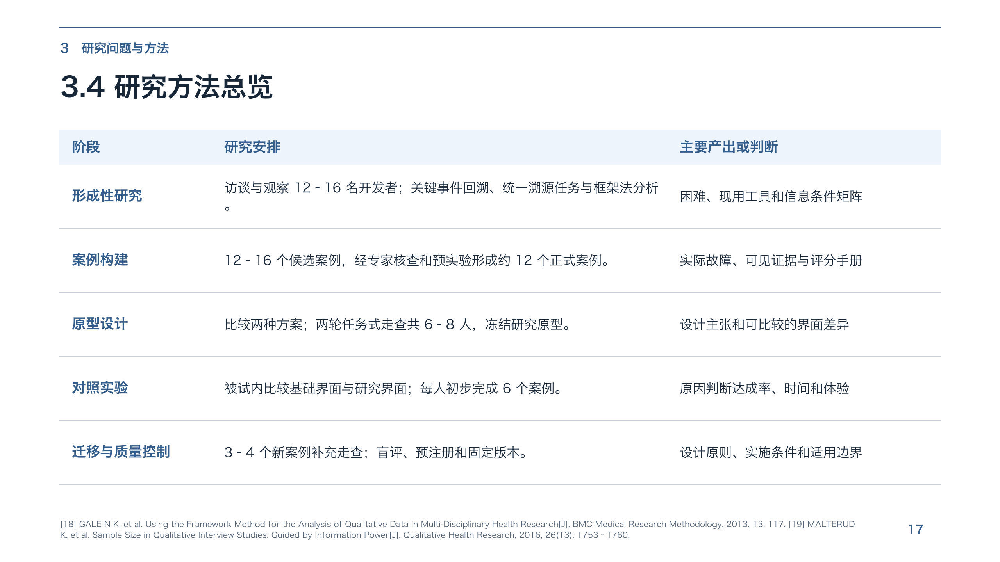 3 研究问题与方法
3.4 研究方法总览
阶段 研究安排 主要产出或判断
形成性研究 访谈与观察 12 - 16 名开发者；关键事件回溯、统一溯源任务与框架法分析
。 困难、现用工具和信息条件矩阵
案例构建 12 - 16 个候选案例，经专家核查和预实验形成约 12 个正式案例。 实际故障、可见证据与评分手册
原型设计 比较两种方案；两轮任务式走查共 6 - 8 人，冻结研究原型。 设计主张和可比较的界面差异
对照实验 被试内比较基础界面与研究界面；每人初步完成 6 个案例。 原因判断达成率、时间和体验
迁移与质量控制 3 - 4 个新案例补充走查；盲评、预注册和固定版本。 设计原则、实施条件和适用边界
[18] GALE N K, et al. Using the Framework Method for the Analysis of Qualitative Data in Multi-Disciplinary Health Research[J]. BMC Medical Research Methodology, 2013, 13: 117. [19] MALTERUD
K, et al. Sample Size in Qualitative Interview Studies: Guided by Information Power[J]. Qualitative Health Research, 2016, 26(13): 1753 - 1760.
17